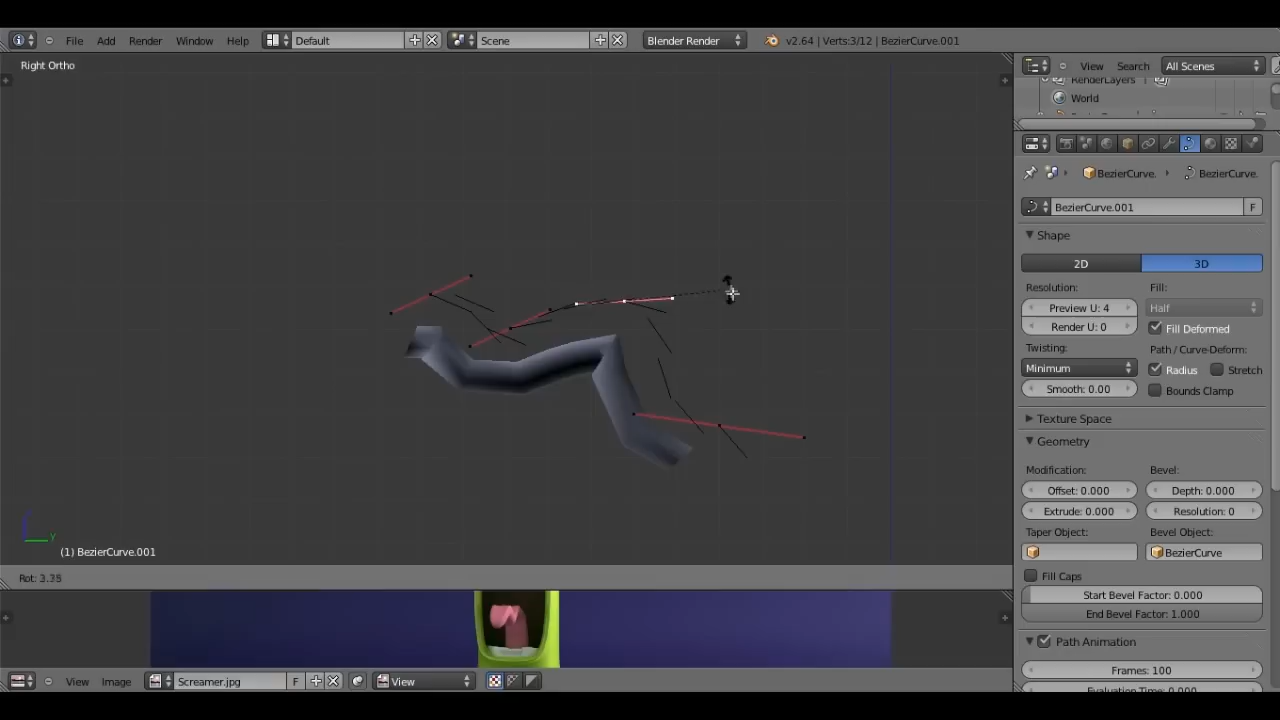 File Add Render Window Help Default Scene Blender Render v2.64 | Verts:3/12 | BezierCurve.001
Right Ortho
View Search All Scenes
RenderLayers
World
BezierCurve. BezierCurve.
BezierCurve.001 F
Shape
2D 3D
Resolution: Fill:
Preview U: 4 Half
Render U: 0 Fill Deformed
Twisting: Path / Curve-Deform:
Minimum Radius Stretch
Smooth: 0.00 Bounds Clamp
Texture Space
Geometry
Modification: Bevel:
Offset: 0.000 Depth: 0.000
Extrude: 0.000 Resolution: 0
Taper Object: Bevel Object:
BezierCurve
Y
(1) BezierCurve.001
Fill Caps
Rot: 3.35
Start Bevel Factor: 0.000
End Bevel Factor: 1.000
Path Animation
Frames: 100
Evaluation Time: 0.000
View Image Screamer.jpg F View